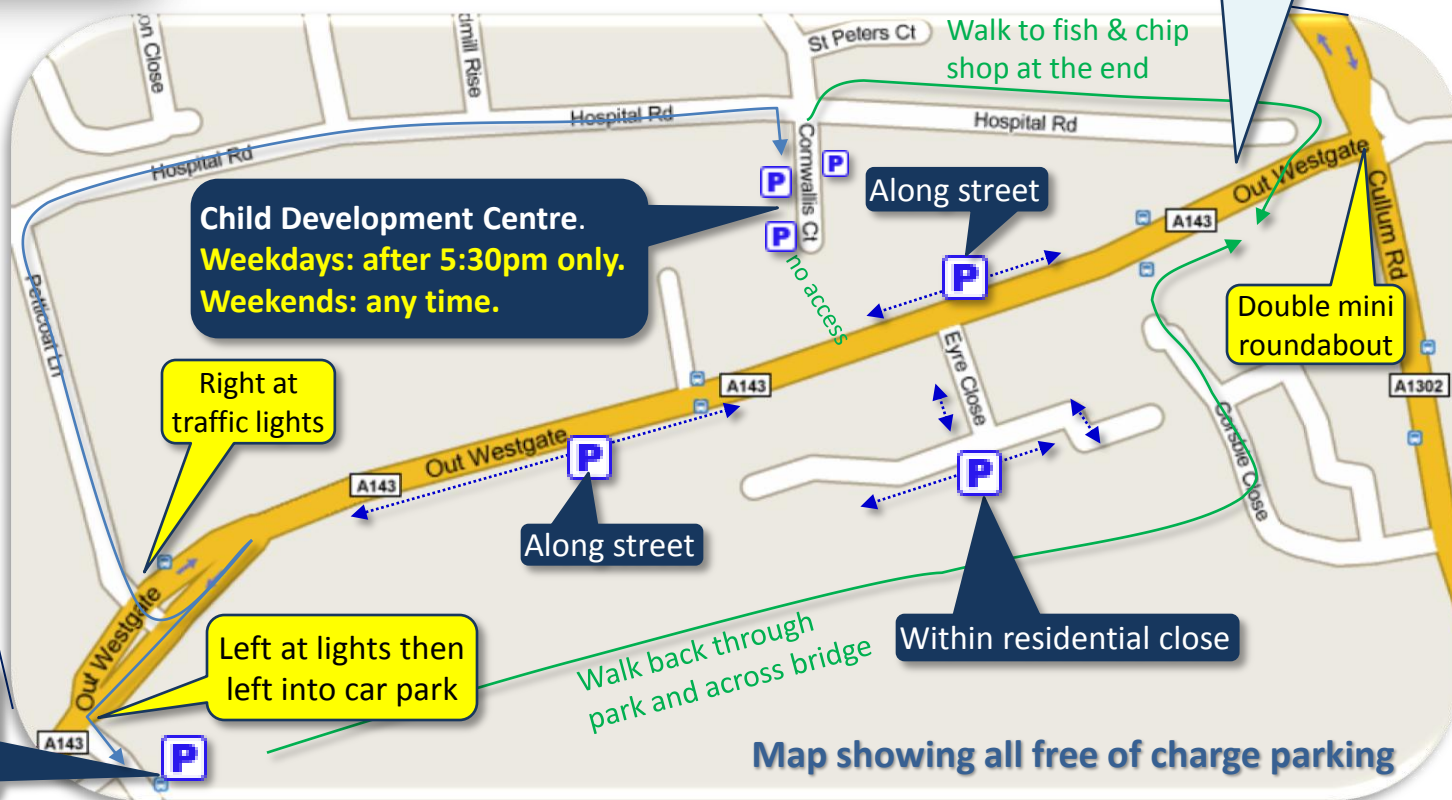 on Close
dmill Rise
St Peters Ct
Walk to fish & chip
shop at the end
Hospital Rd
Hospital Rd
Hospital Rd
Cornwallis Ct
P
P
P
no access
Child Development Centre.
Weekdays: after 5:30pm only.
Weekends: any time.
Along street
P
A143
Out Westgate
Cullum Rd
Double mini
roundabout
A1302
Petticoat Ln
Right at
traffic lights
A143
Eyre Close
Corsbie Close
A143
Out Westgate
P
Along street
P
Within residential close
Out Westgate
Left at lights then
left into car park
Walk back through
park and across bridge
A143
P
Map showing all free of charge parking